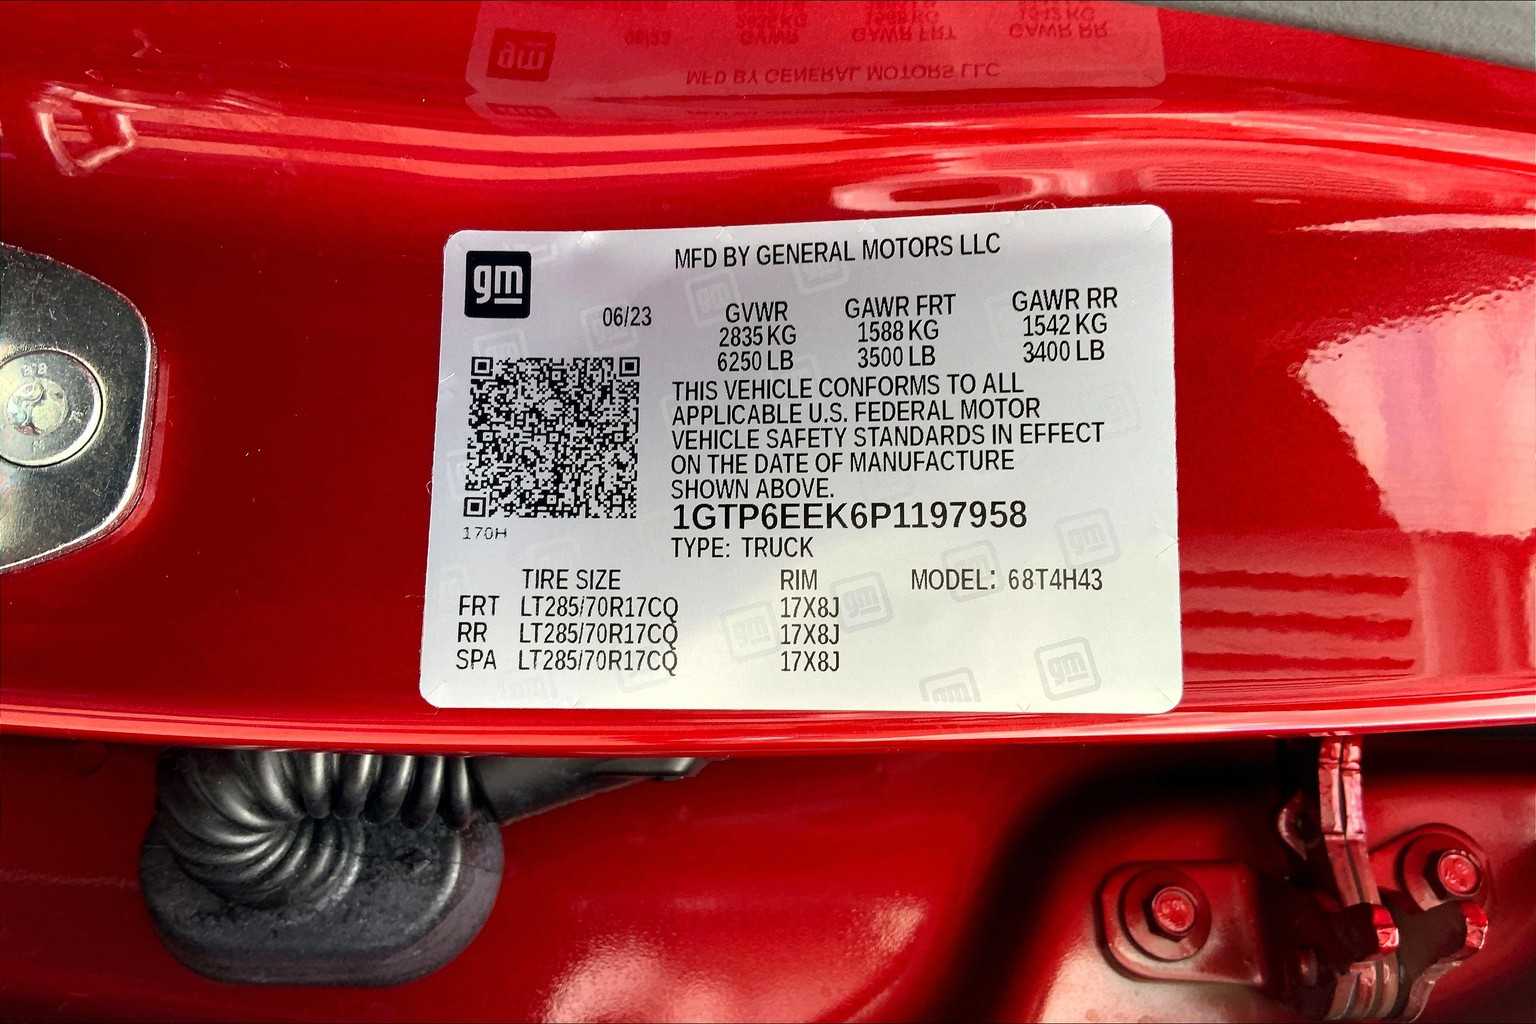 gm
MFD BY GENERAL MOTORS LLC
06/23 GVWR GAWR FRT GAWR RR
2835 KG 1588 KG 1542 KG
6250 LB 3500 LB 3400 LB
THIS VEHICLE CONFORMS TO ALL
APPLICABLE U.S. FEDERAL MOTOR
VEHICLE SAFETY STANDARDS IN EFFECT
ON THE DATE OF MANUFACTURE
SHOWN ABOVE.
170H
1GTP6EEK6P1197958
TYPE: TRUCK
TIRE SIZE RIM MODEL: 68T4H43
FRT LT285/70R17CQ 17X8J
RR LT285/70R17CQ 17X8J
SPA LT285/70R17CQ 17X8J